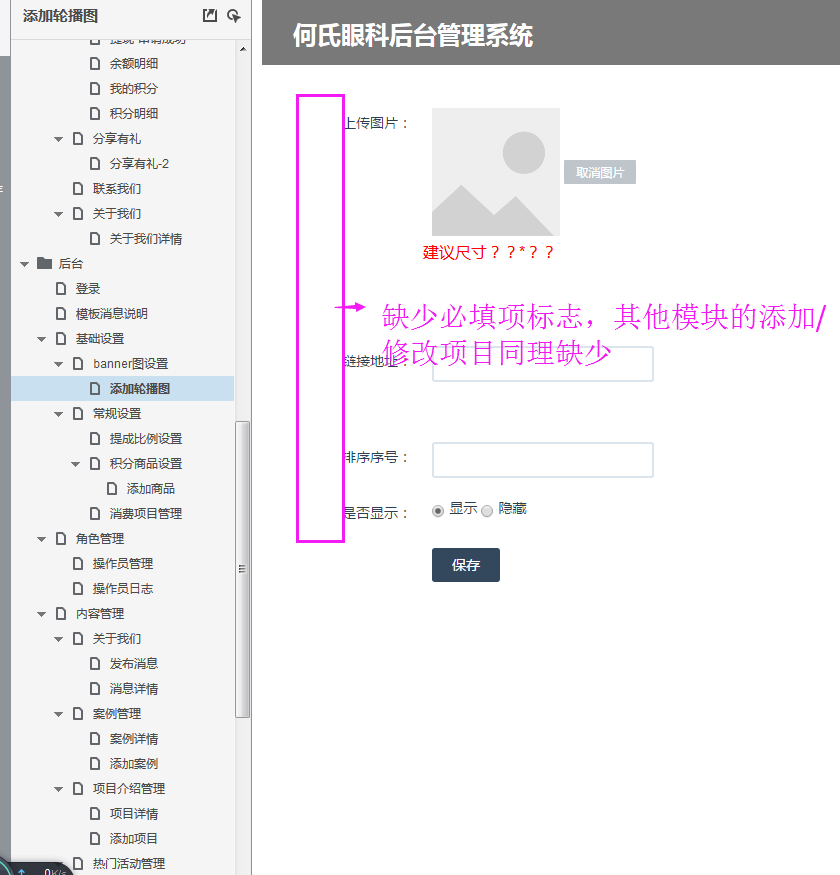 添加轮播图
提现-申请成功
余额明细
我的积分
积分明细
分享有礼
分享有礼-2
联系我们
关于我们
关于我们详情
后台
登录
模板消息说明
基础设置
banner图设置
添加轮播图
常规设置
提成比例设置
积分商品设置
添加商品
消费项目管理
角色管理
操作员管理
操作员日志
内容管理
关于我们
发布消息
消息详情
案例管理
案例详情
添加案例
项目介绍管理
项目详情
添加项目
热门活动管理
0K/s
何氏眼科后台管理系统
上传图片：
取消图片
建议尺寸？？*？？
缺少必填项标志，其他模块的添加/
修改项目同理缺少
链接地址：
排序序号：
是否显示：
显示 隐藏
保存